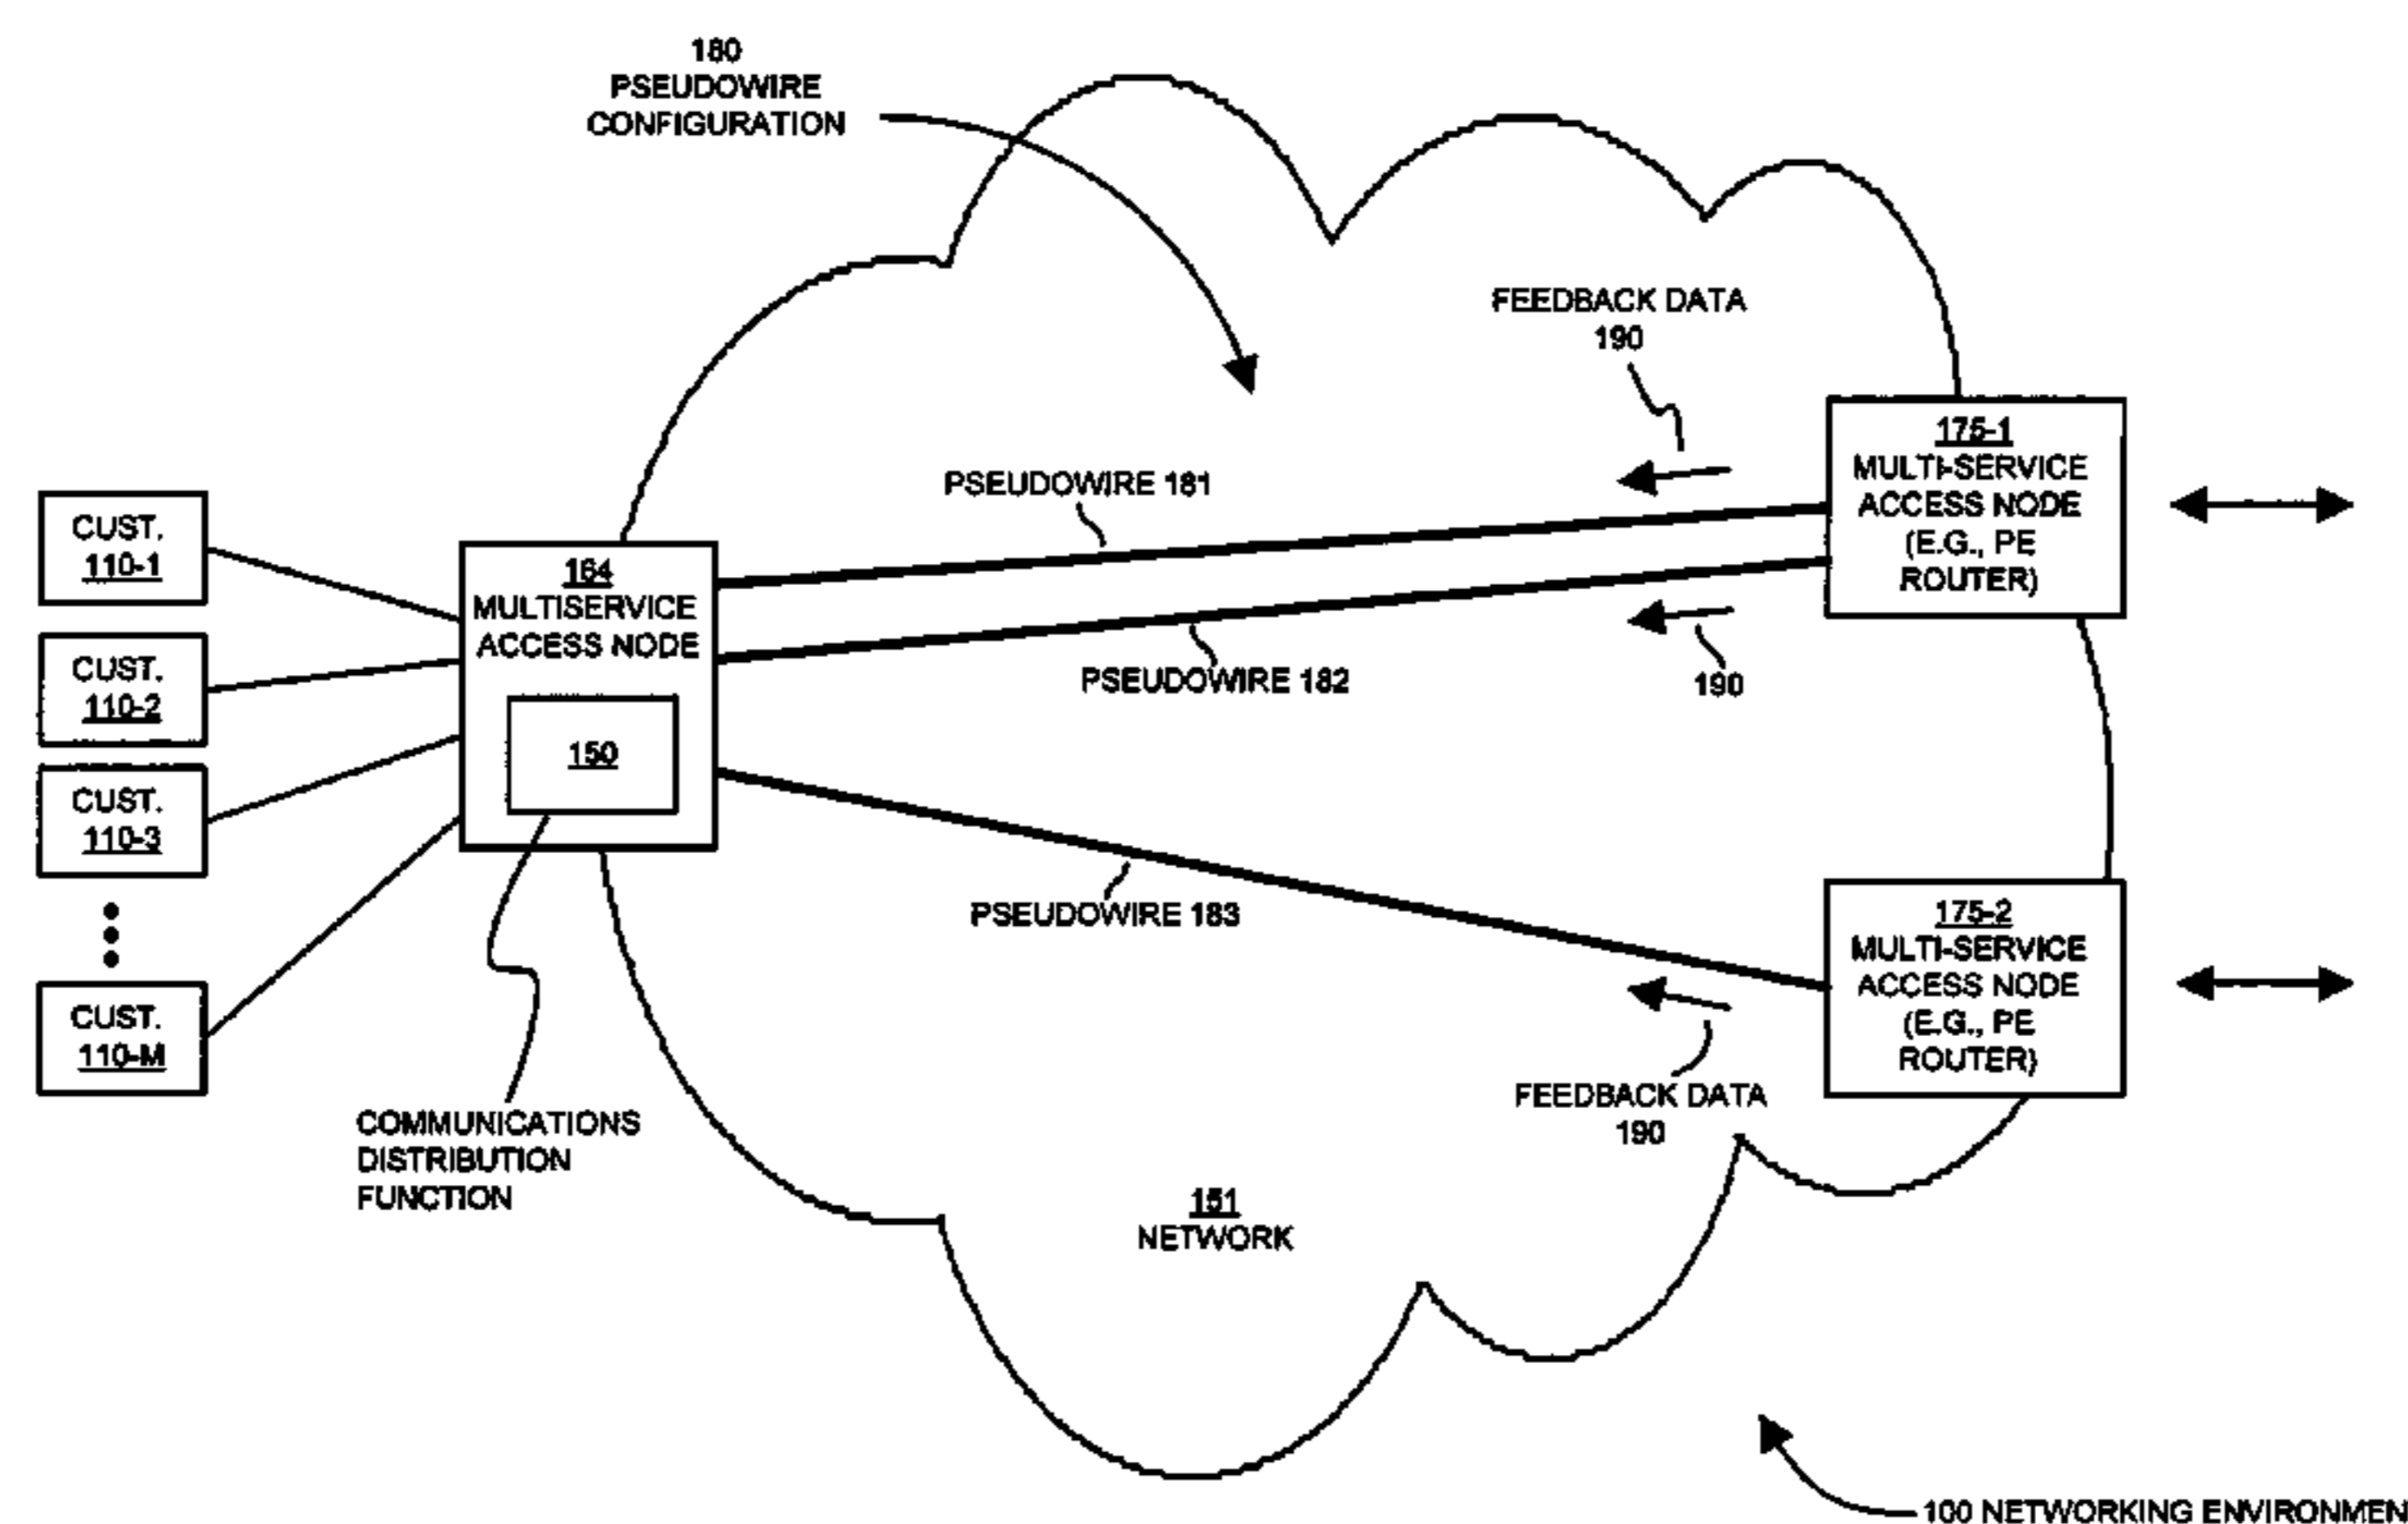 180
PSEUDOWIRE
CONFIGURATION
FEEDBACK DATA
190
175-1
MULTI-SERVICE
ACCESS NODE
(E.G., PE
ROUTER)
PSEUDOWIRE 181
CUST.
110-1
164
MULTISERVICE
ACCESS NODE
CUST.
110-2
PSEUDOWIRE 182
190
150
CUST.
110-3
PSEUDOWIRE 183
175-2
MULTI-SERVICE
ACCESS NODE
(E.G., PE
ROUTER)
CUST.
110-M
FEEDBACK DATA
190
COMMUNICATIONS
DISTRIBUTION
FUNCTION
151
NETWORK
100 NETWORKING ENVIRONMEN